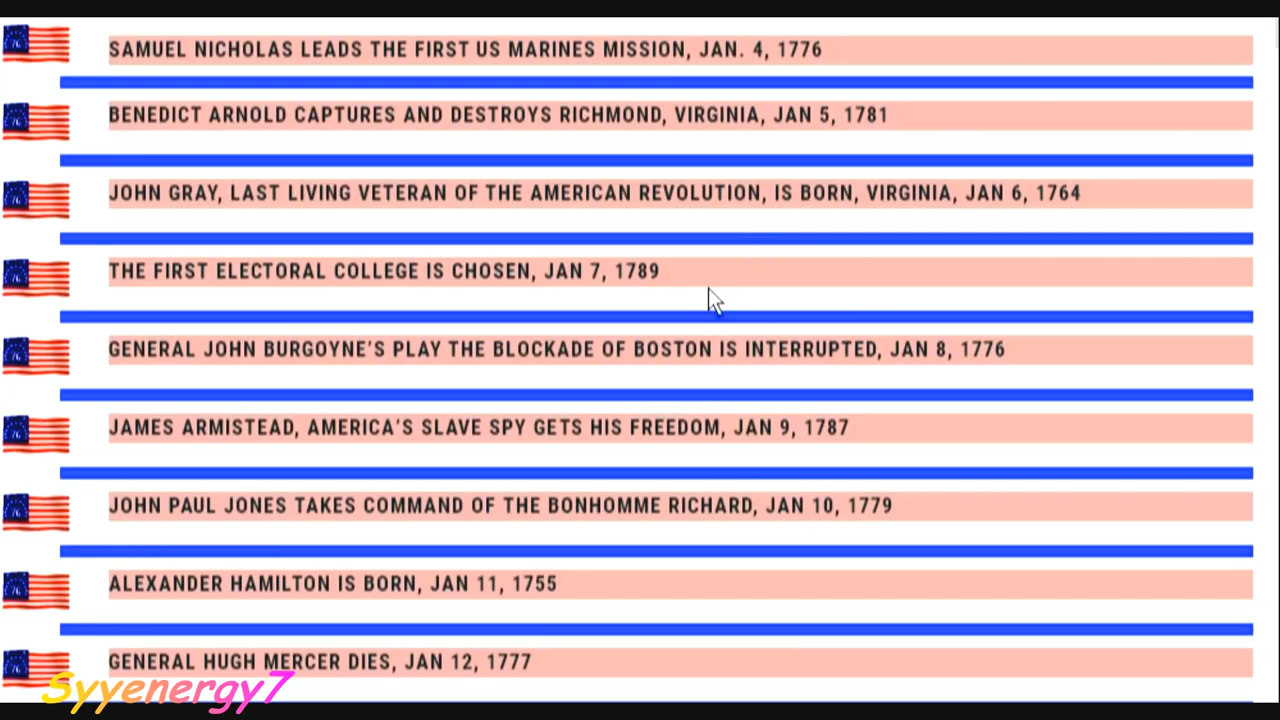 SAMUEL NICHOLAS LEADS THE FIRST US MARINES MISSION, JAN. 4, 1776
BENEDICT ARNOLD CAPTURES AND DESTROYS RICHMOND, VIRGINIA, JAN 5, 1781
JOHN GRAY, LAST LIVING VETERAN OF THE AMERICAN REVOLUTION, IS BORN, VIRGINIA, JAN 6, 1764
THE FIRST ELECTORAL COLLEGE IS CHOSEN, JAN 7, 1789
GENERAL JOHN BURGOYNE’S PLAY THE BLOCKADE OF BOSTON IS INTERRUPTED, JAN 8, 1776
JAMES ARMISTEAD, AMERICA’S SLAVE SPY GETS HIS FREEDOM, JAN 9, 1787
JOHN PAUL JONES TAKES COMMAND OF THE BONHOMME RICHARD, JAN 10, 1779
ALEXANDER HAMILTON IS BORN, JAN 11, 1755
GENERAL HUGH MERCER DIES, JAN 12, 1777
Syyenergy7